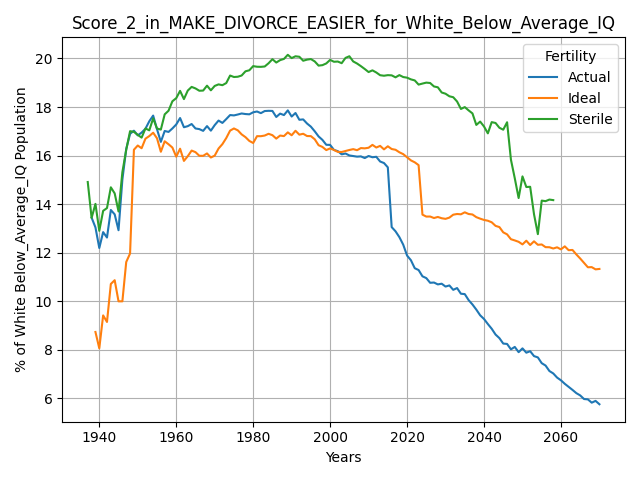 Score_2_in_MAKE_DIVORCE_EASIER_for_White_Below_Average_IQ
% of White Below_Average_IQ Population
20
18
16
14
12
10
8
6
Fertility
Actual
Ideal
Sterile
1940 1960 1980 2000 2020 2040 2060
Years